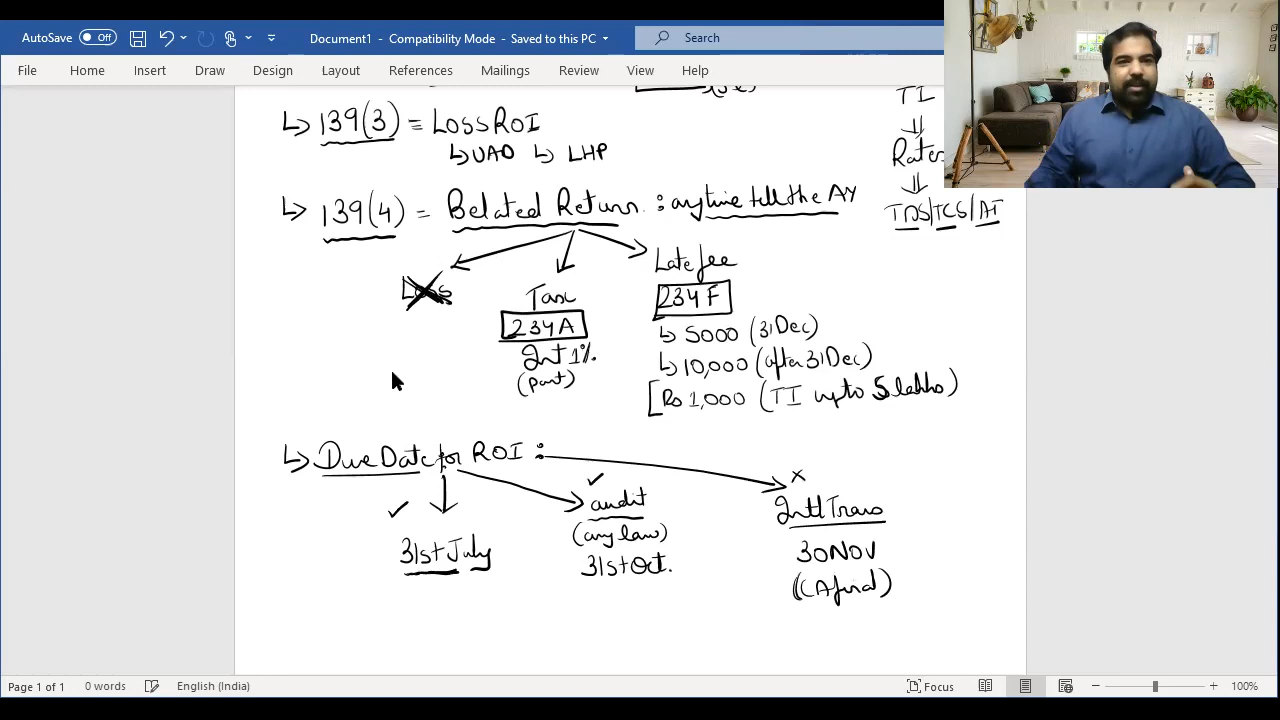 AutoSave Off Document1 - Compatibility Mode - Saved to this PC Search
File Home Insert Draw Design Layout References Mailings Review View Help
TI
↳ 139(3) = Loss ROI
↳ UAD ↳ LHP
Rates
↳ 139(4) = Belated Return : anytime till the AY
TDS/TCS/AT
Loss
Tax
234A
Int 1%
(part)
Late fee
234F
↳ 5000 (31 Dec)
↳ 10,000 (after 31 Dec)
[Rs 1,000 (TI upto 5 lakhs)
↳ Due Date for ROI :
31st July
audit
(any law)
31st Oct.
Intl Trans
30 NOV
(CA final)
Page 1 of 1 0 words English (India) Focus 100%